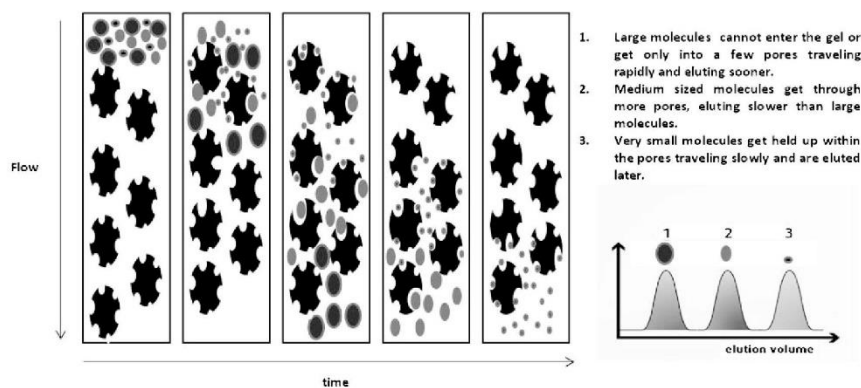 Flow
time
1. Large molecules cannot enter the gel or
get only into a few pores traveling
rapidly and eluting sooner.
2. Medium sized molecules get through
more pores, eluting slower than large
molecules.
3. Very small molecules get held up within
the pores traveling slowly and are eluted
later.
1 2 3
elution volume